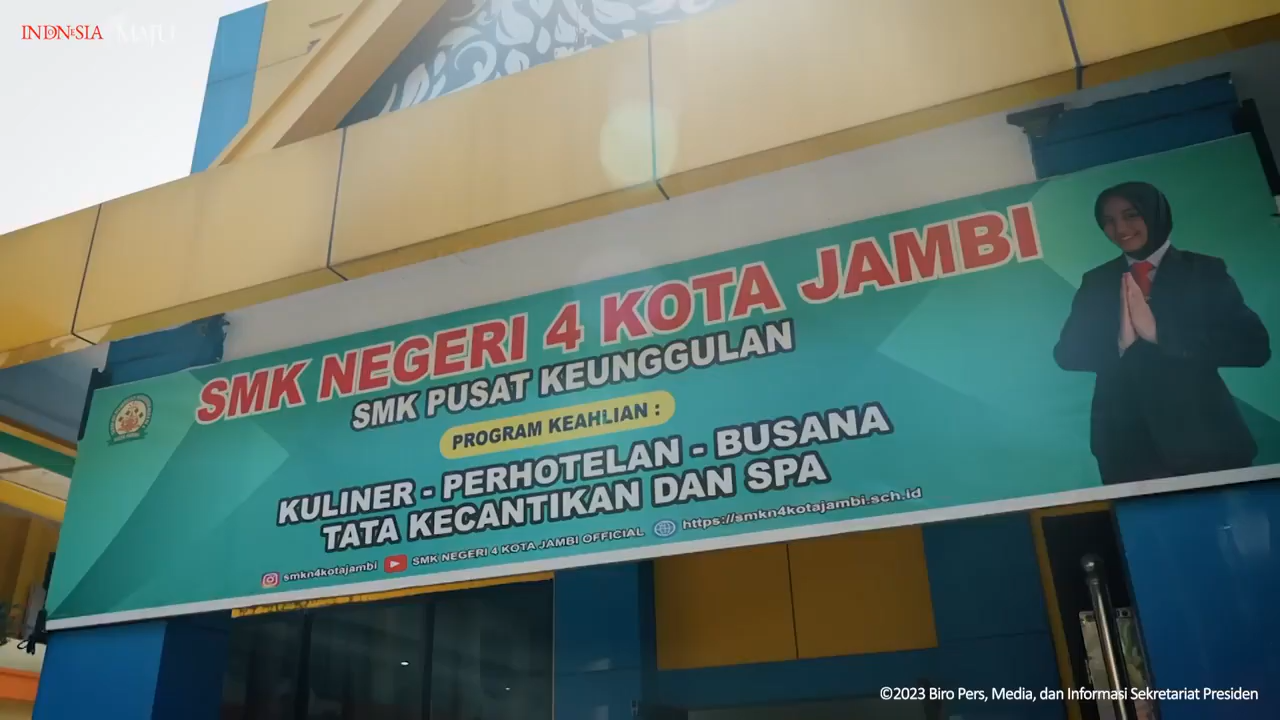 INDONESIA MAJU
SMK NEGERI 4 KOTA JAMBI
SMK PUSAT KEUNGGULAN
PROGRAM KEAHLIAN :
KULINER - PERHOTELAN - BUSANA
TATA KECANTIKAN DAN SPA
smkn4kotajambi SMK NEGERI 4 KOTA JAMBI OFFICIAL https://smkn4kotajambi.sch.id
©2023 Biro Pers, Media, dan Informasi Sekretariat Presiden